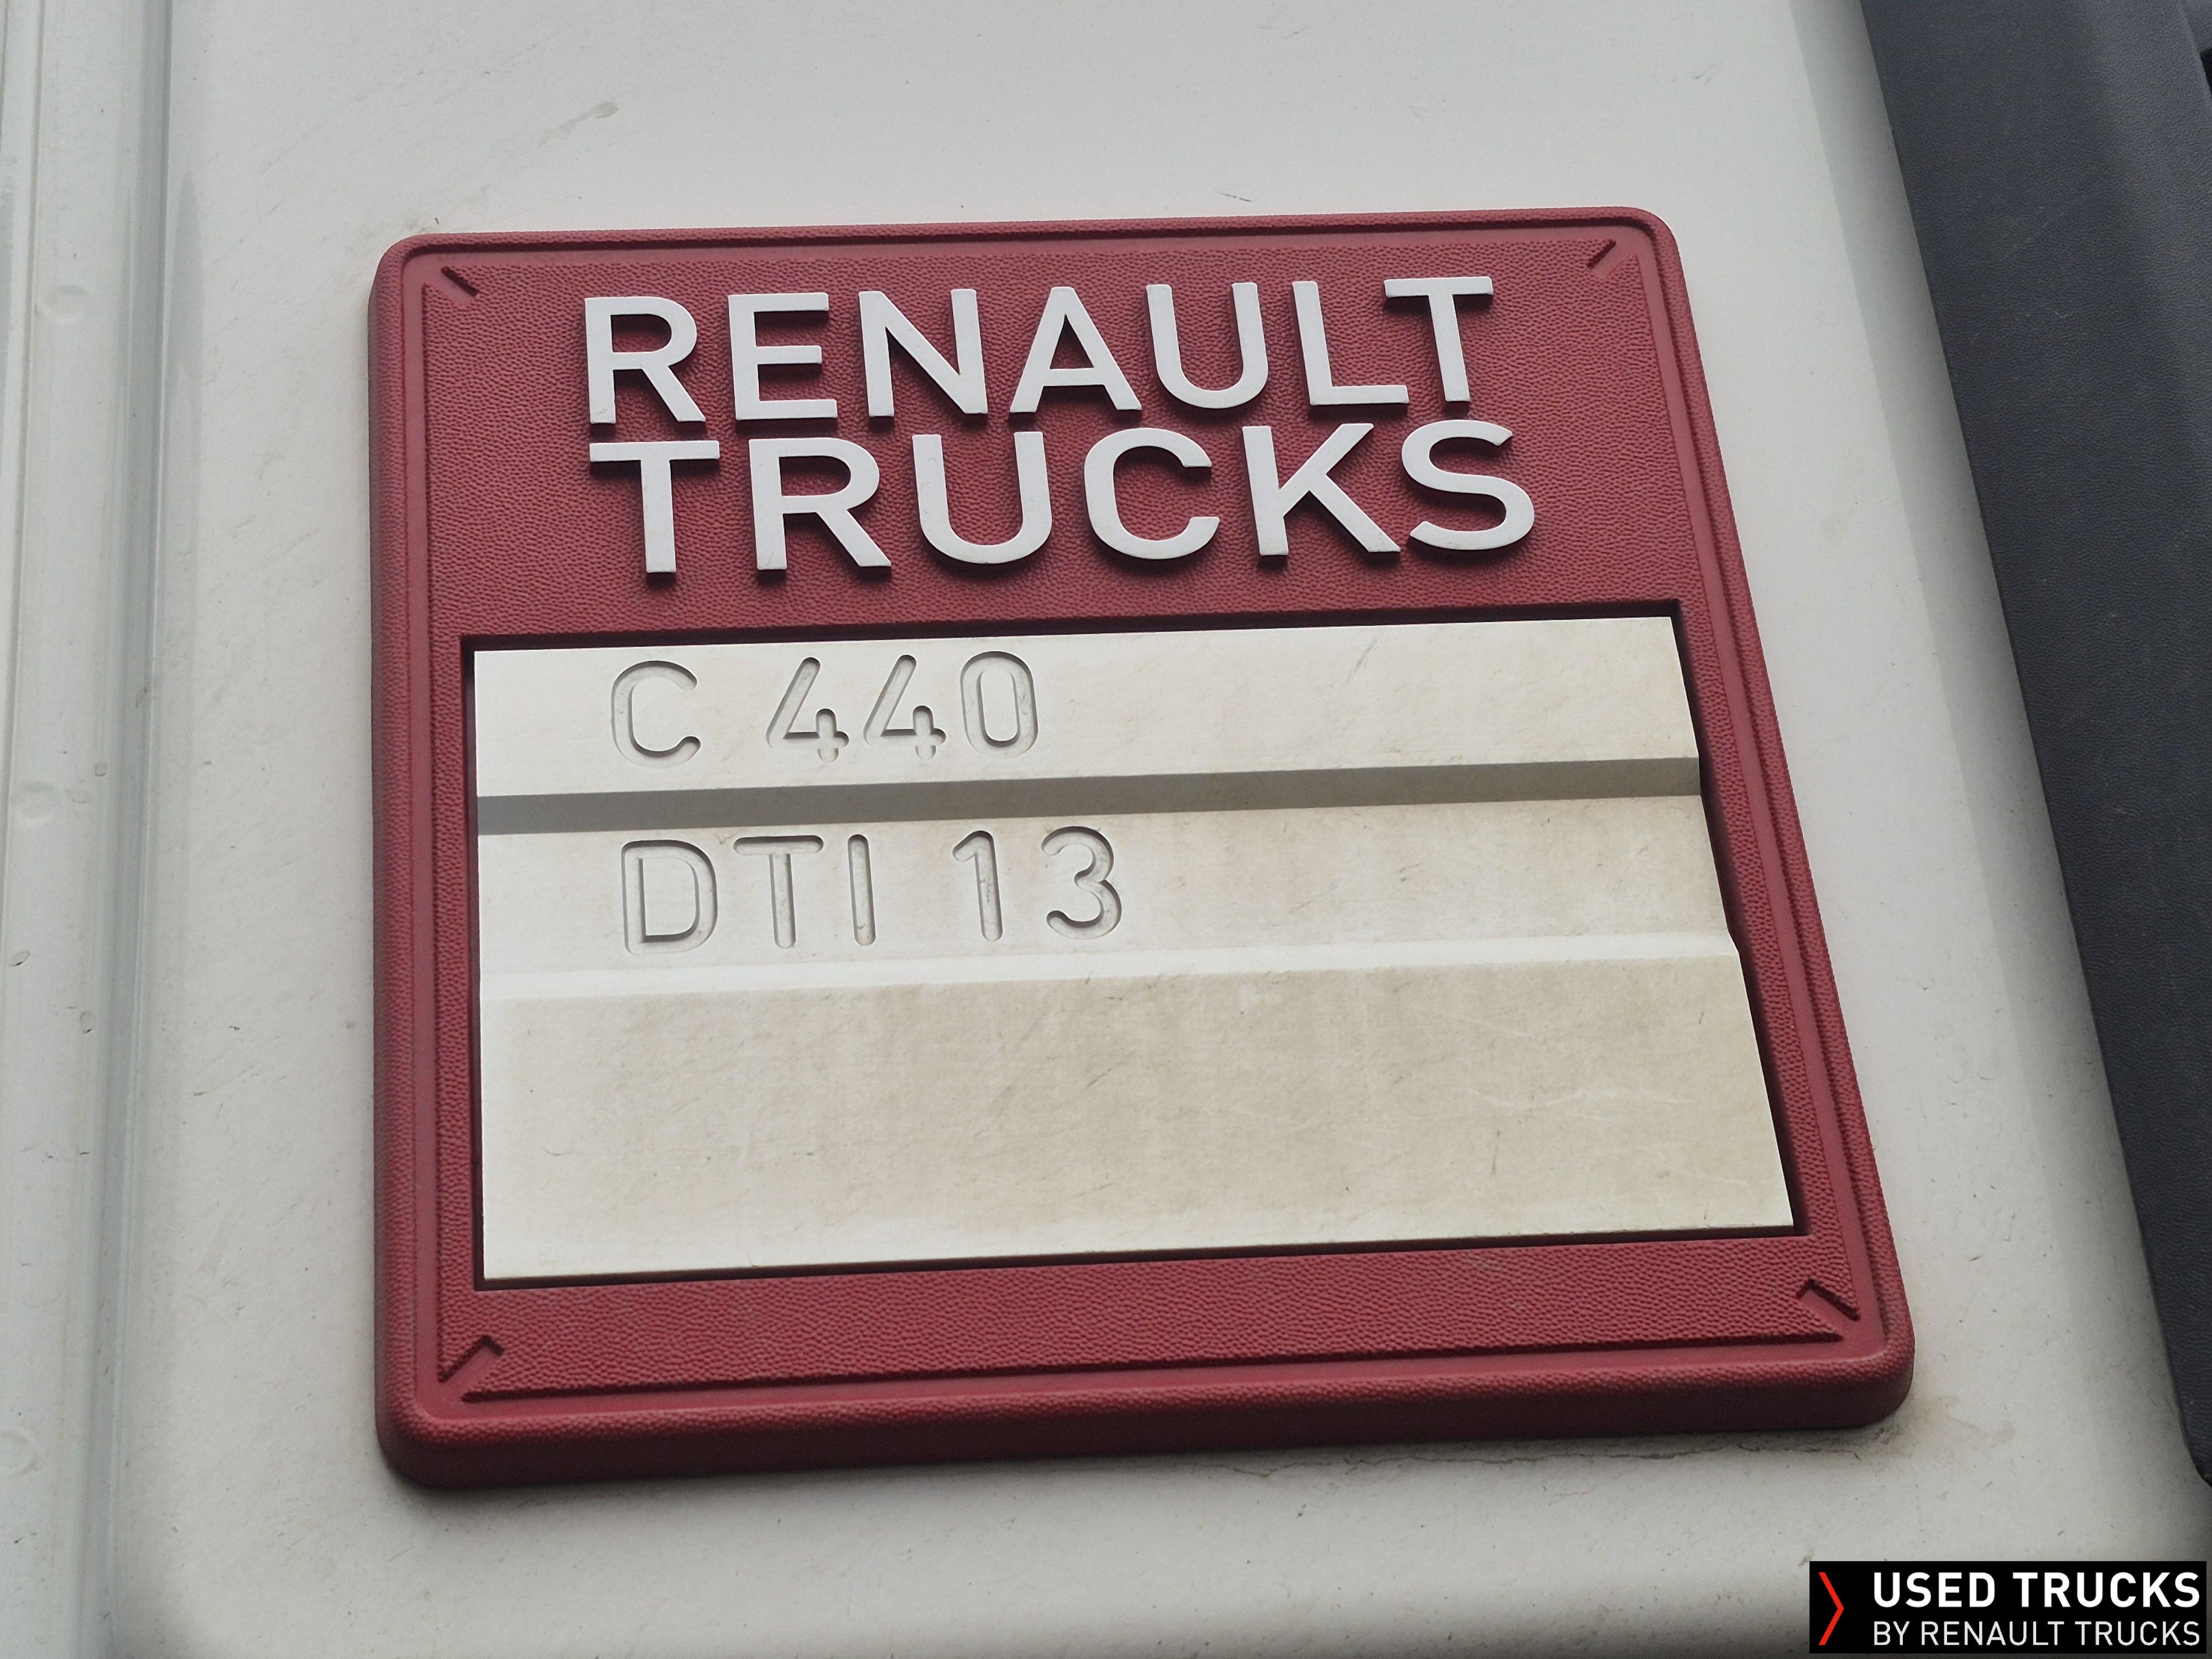 RENAULT
TRUCKS
C 440
DTI 13
USED TRUCKS
BY RENAULT TRUCKS